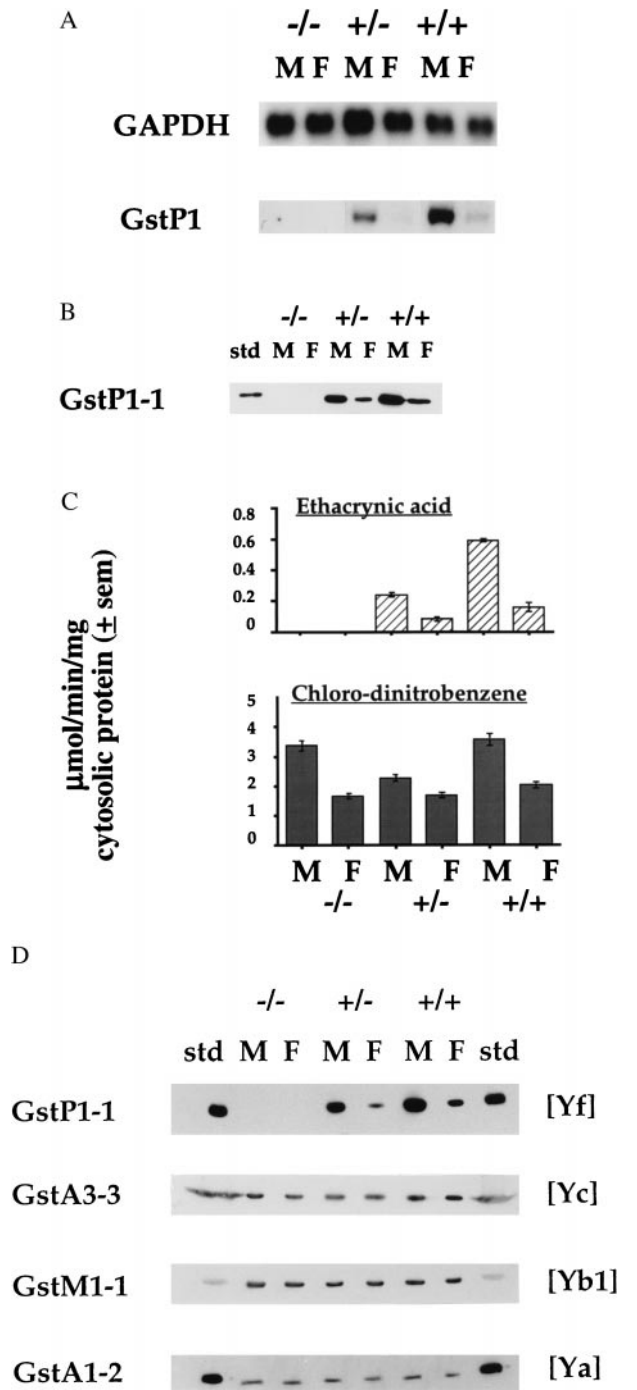 A
-/- +/- +/+
M F M F M F
GAPDH
GstP1
B
-/- +/- +/+
std M F M F M F
GstP1-1
C
µmol/min/mg
cytosolic protein (± sem)
Ethacrynic acid
0.8
0.6
0.2
0
Chloro-dinitrobenzene
5
4
3
2
1
0
M F M F M F
-/- +/- +/+
D
-/- +/- +/+
std M F M F M F std
GstP1-1 [Yf]
GstA3-3 [Yc]
GstM1-1 [Yb1]
GstA1-2 [Ya]